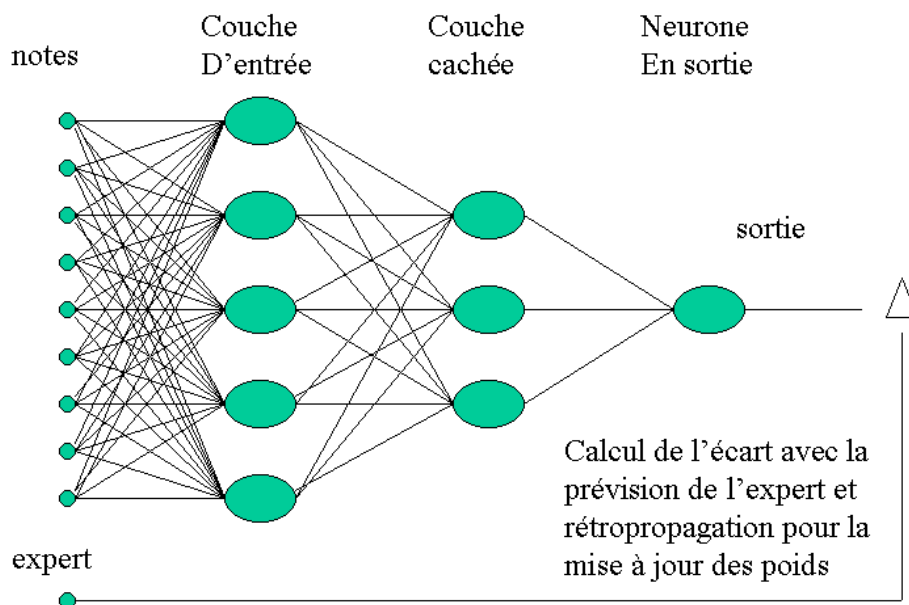 notes
Couche
D'entrée
Couche
cachée
Neurone
En sortie
sortie
Calcul de l'écart avec la
prévision de l'expert et
rétropropagation pour la
mise à jour des poids
expert